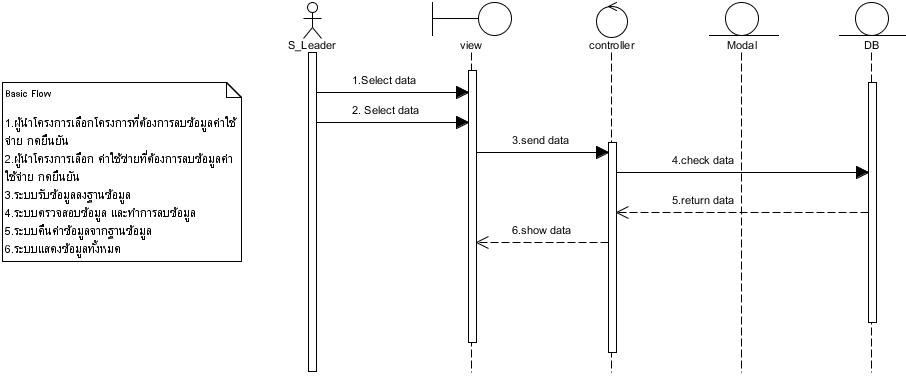 S_Leader
view
controller
Modal
DB
Basic Flow
1.ผู้นำโครงการเลือกโครงการที่ต้องการลบข้อมูลค่าใช้
จ่าย กดยืนยัน
2.ผู้นำโครงการเลือก ค่าใช้จ่ายที่ต้องการลบข้อมูลค่า
ใช้จ่าย กดยืนยัน
3.ระบบรับข้อมูลลงฐานข้อมูล
4.ระบบตรวจสอบข้อมูล และทำการลบข้อมูล
5.ระบบคืนค่าข้อมูลจากฐานข้อมูล
6.ระบบแสดงข้อมูลทั้งหมด
1.Select data
2. Select data
3.send data
4.check data
5.return data
6.show data